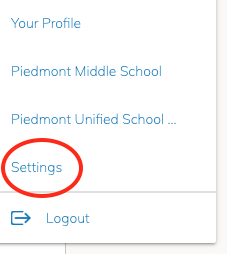 Your Profile
Piedmont Middle School
Piedmont Unified School ...
Settings
Logout